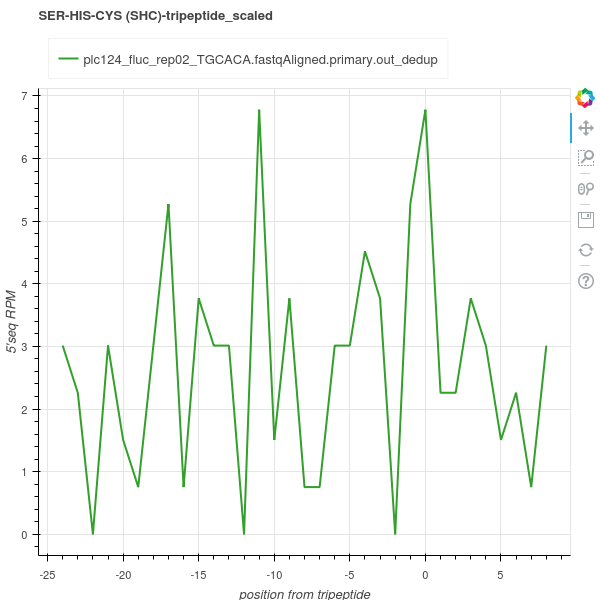 SER-HIS-CYS (SHC)-tripeptide_scaled
plc124_fluc_rep02_TGCACA.fastqAligned.primary.out_dedup
7
6
5
4
3
2
1
0
5'seq RPM
-25 -20 -15 -10 -5 0 5
position from tripeptide